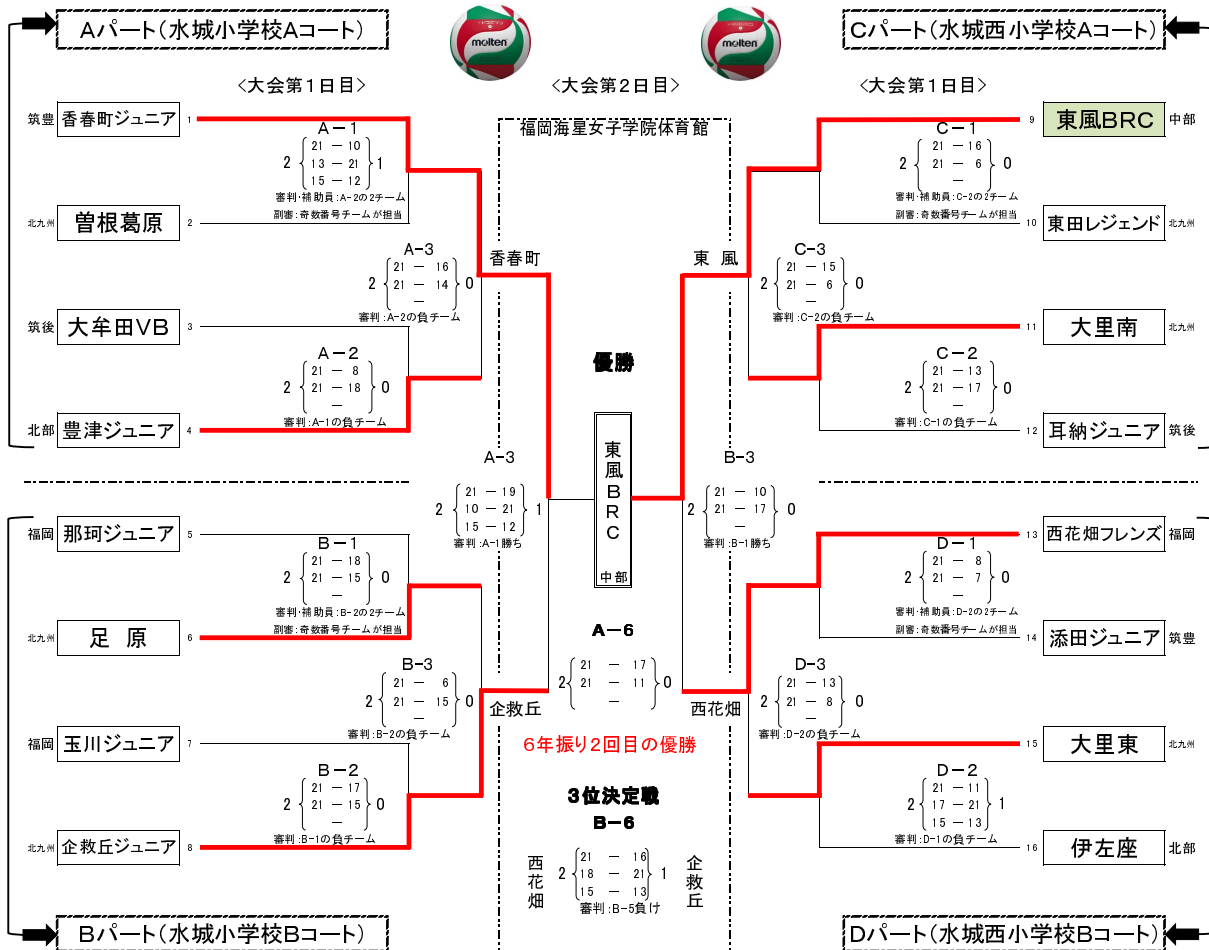 Aパート(水城小学校Aコート)
molten
molten
Cパート(水城西小学校Aコート)
<大会第1日目>
<大会第2日目>
<大会第1日目>
福岡海星女子学院体育館
筑豊 香春町ジュニア 1
A-1
2 21 - 10 1
13 - 21
15 - 12
審判・補助員:A-2の2チーム
副審:奇数番号チームが担当
北九州 曽根葛原 2
A-3
2 21 - 16 0
21 - 14
-
審判:A-2の負チーム
香春町
筑後 大牟田VB 3
A-2
2 21 - 8 0
21 - 18
-
審判:A-1の負チーム
北部 豊津ジュニア 4
A-3
2 21 - 19 1
10 - 21
15 - 12
審判:A-1勝ち
福岡 那珂ジュニア 5
B-1
2 21 - 18 0
21 - 15
-
審判・補助員:B-2の2チーム
副審:奇数番号チームが担当
北九州 足原 6
B-3
2 21 - 6 0
21 - 15
-
審判:B-2の負チーム
企救丘
福岡 玉川ジュニア 7
B-2
2 21 - 17 0
21 - 15
-
審判:B-1の負チーム
北九州 企救丘ジュニア 8
Bパート(水城小学校Bコート)
優勝
東風BRC
中部
A-6
2 21 - 17 0
21 - 11
-
6年振り2回目の優勝
3位決定戦
B-6
西花畑 2 21 - 16 1 企救丘
18 - 21
15 - 13
審判:B-5負け
9 東風BRC 中部
C-1
2 21 - 16 0
21 - 6
-
審判・補助員:C-2の2チーム
副審:奇数番号チームが担当
10 東田レジェンド 北九州
東風
C-3
2 21 - 15 0
21 - 6
-
審判:C-2の負チーム
11 大里南 北九州
C-2
2 21 - 13 0
21 - 17
-
審判:C-1の負チーム
12 耳納ジュニア 筑後
B-3
2 21 - 10 0
21 - 17
-
審判:B-1勝ち
13 西花畑フレンズ 福岡
D-1
2 21 - 8 0
21 - 7
-
審判・補助員:D-2の2チーム
副審:奇数番号チームが担当
14 添田ジュニア 筑豊
西花畑
D-3
2 21 - 13 0
21 - 8
-
審判:D-2の負チーム
15 大里東 北九州
D-2
2 21 - 11 1
17 - 21
15 - 13
審判:D-1の負チーム
16 伊左座 北部
Dパート(水城西小学校Bコート)